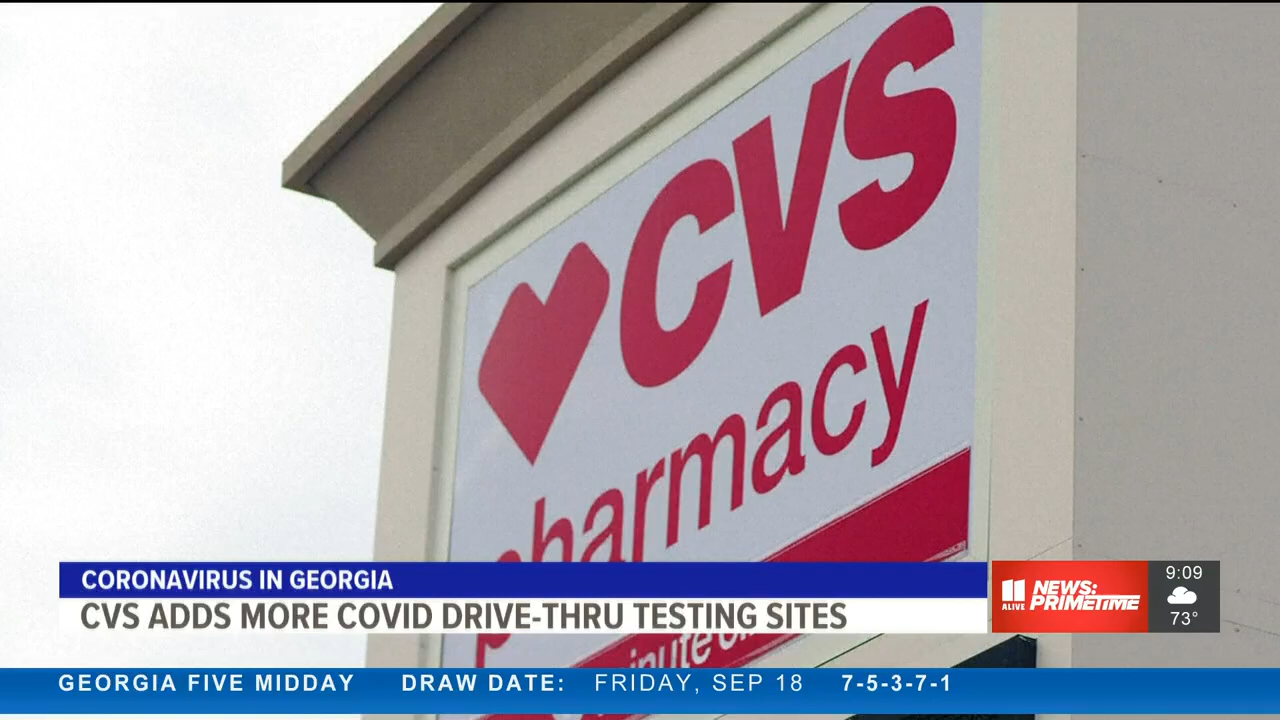 CVS
pharmacy
CORONAVIRUS IN GEORGIA
CVS ADDS MORE COVID DRIVE-THRU TESTING SITES
11 ALIVE NEWS: PRIMETIME
9:09
73°
GEORGIA FIVE MIDDAY DRAW DATE: FRIDAY, SEP 18 7-5-3-7-1